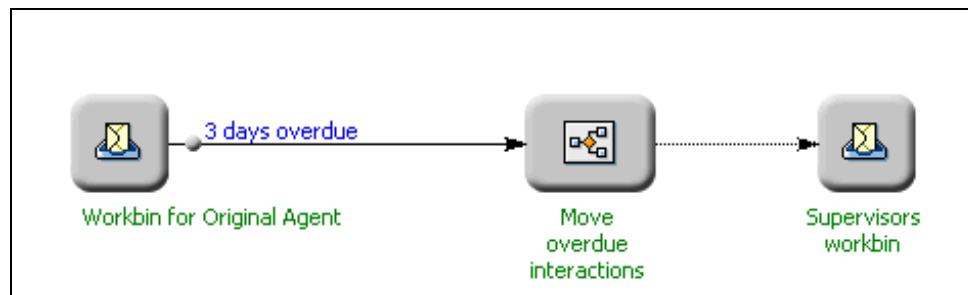 3 days overdue
Workbin for Original Agent
Move
overdue
interactions
Supervisors
workbin